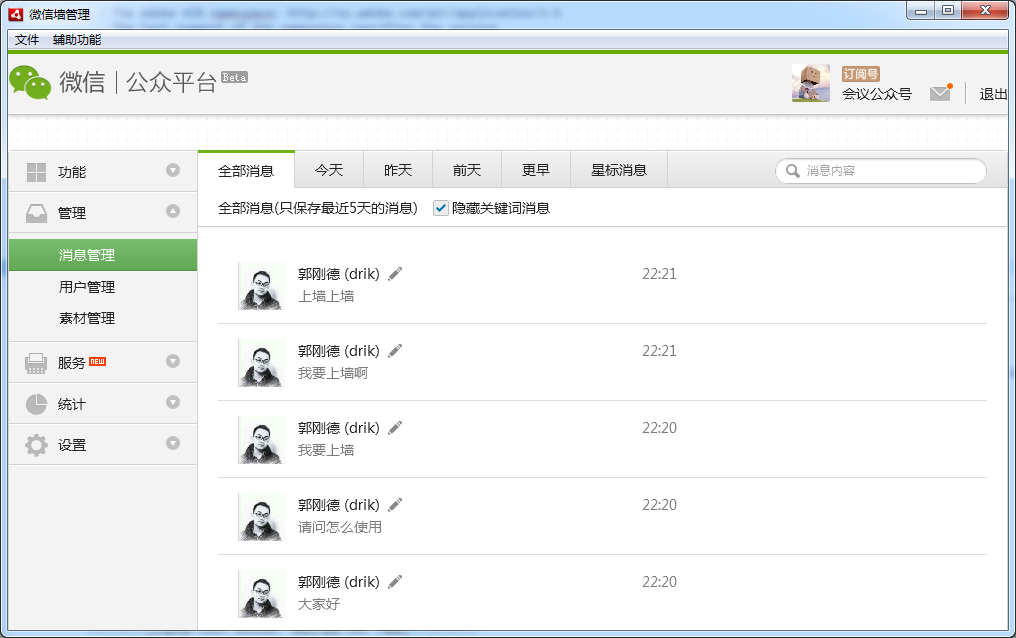 微信墙管理
文件 辅助功能
微信 | 公众平台 Beta
订阅号
会议公众号
退出
功能
管理
消息管理
用户管理
素材管理
服务 NEW
统计
设置
全部消息 今天 昨天 前天 更早 星标消息 消息内容
全部消息(只保存最近5天的消息) 隐藏关键词消息
郭刚德 (drik) 22:21
上墙上墙
郭刚德 (drik) 22:21
我要上墙啊
郭刚德 (drik) 22:20
我要上墙
郭刚德 (drik) 22:20
请问怎么使用
郭刚德 (drik) 22:20
大家好